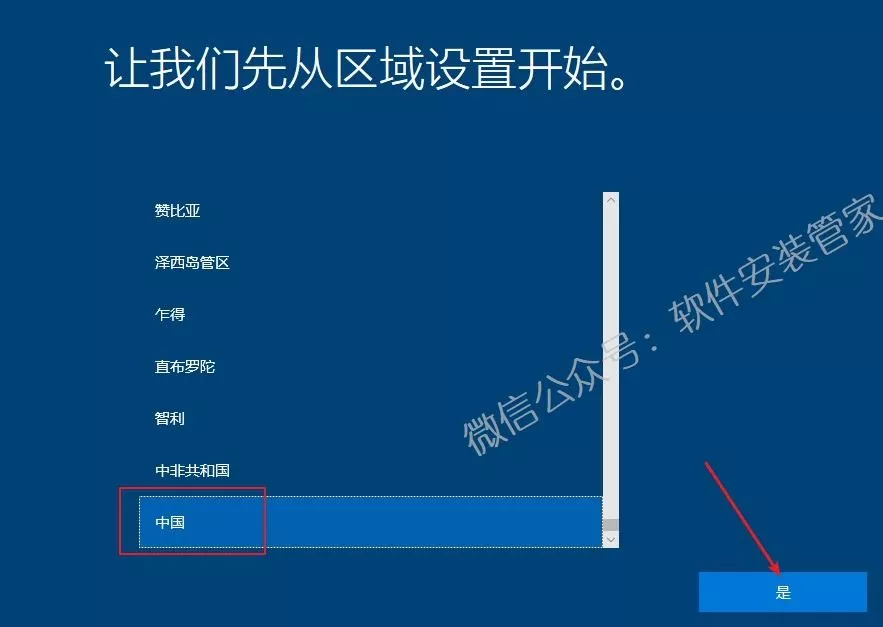 让我们先从区域设置开始。
赞比亚
泽西岛管区
乍得
直布罗陀
智利
中非共和国
中国
微信公众号：软件安装管家
是